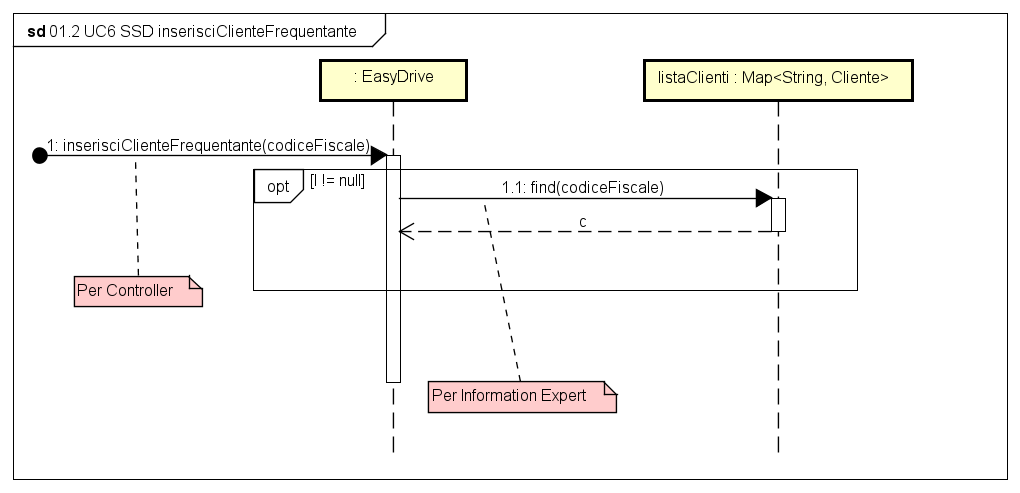 sd 01.2 UC6 SSD inserisciClienteFrequentante
: EasyDrive
listaClienti : Map<String, Cliente>
1: inserisciClienteFrequentante(codiceFiscale)
opt
[l != null]
1.1: find(codiceFiscale)
c
Per Controller
Per Information Expert